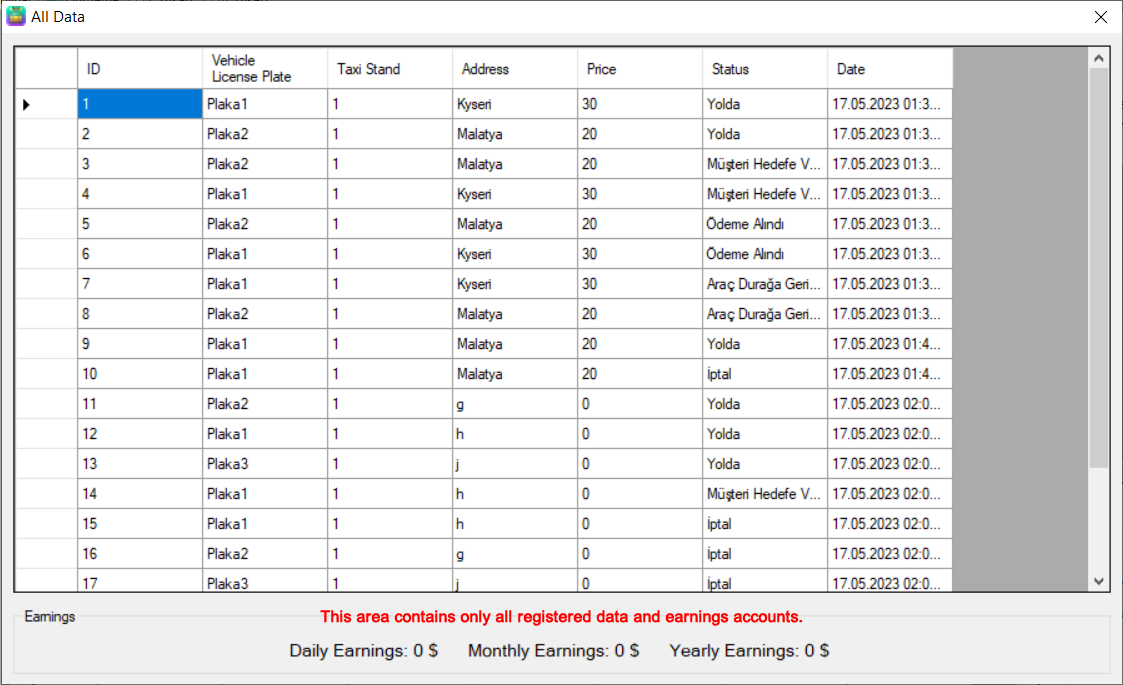 All Data
ID Vehicle License Plate Taxi Stand Address Price Status Date
1 Plaka1 1 Kyseri 30 Yolda 17.05.2023 01:3...
2 Plaka2 1 Malatya 20 Yolda 17.05.2023 01:3...
3 Plaka2 1 Malatya 20 Müşteri Hedefe V... 17.05.2023 01:3...
4 Plaka1 1 Kyseri 30 Müşteri Hedefe V... 17.05.2023 01:3...
5 Plaka2 1 Malatya 20 Ödeme Alındı 17.05.2023 01:3...
6 Plaka1 1 Kyseri 30 Ödeme Alındı 17.05.2023 01:3...
7 Plaka1 1 Kyseri 30 Araç Durağa Geri... 17.05.2023 01:3...
8 Plaka2 1 Malatya 20 Araç Durağa Geri... 17.05.2023 01:3...
9 Plaka1 1 Malatya 20 Yolda 17.05.2023 01:4...
10 Plaka1 1 Malatya 20 İptal 17.05.2023 01:4...
11 Plaka2 1 g 0 Yolda 17.05.2023 02:0...
12 Plaka1 1 h 0 Yolda 17.05.2023 02:0...
13 Plaka3 1 j 0 Yolda 17.05.2023 02:0...
14 Plaka1 1 h 0 Müşteri Hedefe V... 17.05.2023 02:0...
15 Plaka1 1 h 0 İptal 17.05.2023 02:0...
16 Plaka2 1 g 0 İptal 17.05.2023 02:0...
17 Plaka3 1 j 0 İptal 17.05.2023 02:0...
Earnings
This area contains only all registered data and earnings accounts.
Daily Earnings: 0 $ Monthly Earnings: 0 $ Yearly Earnings: 0 $